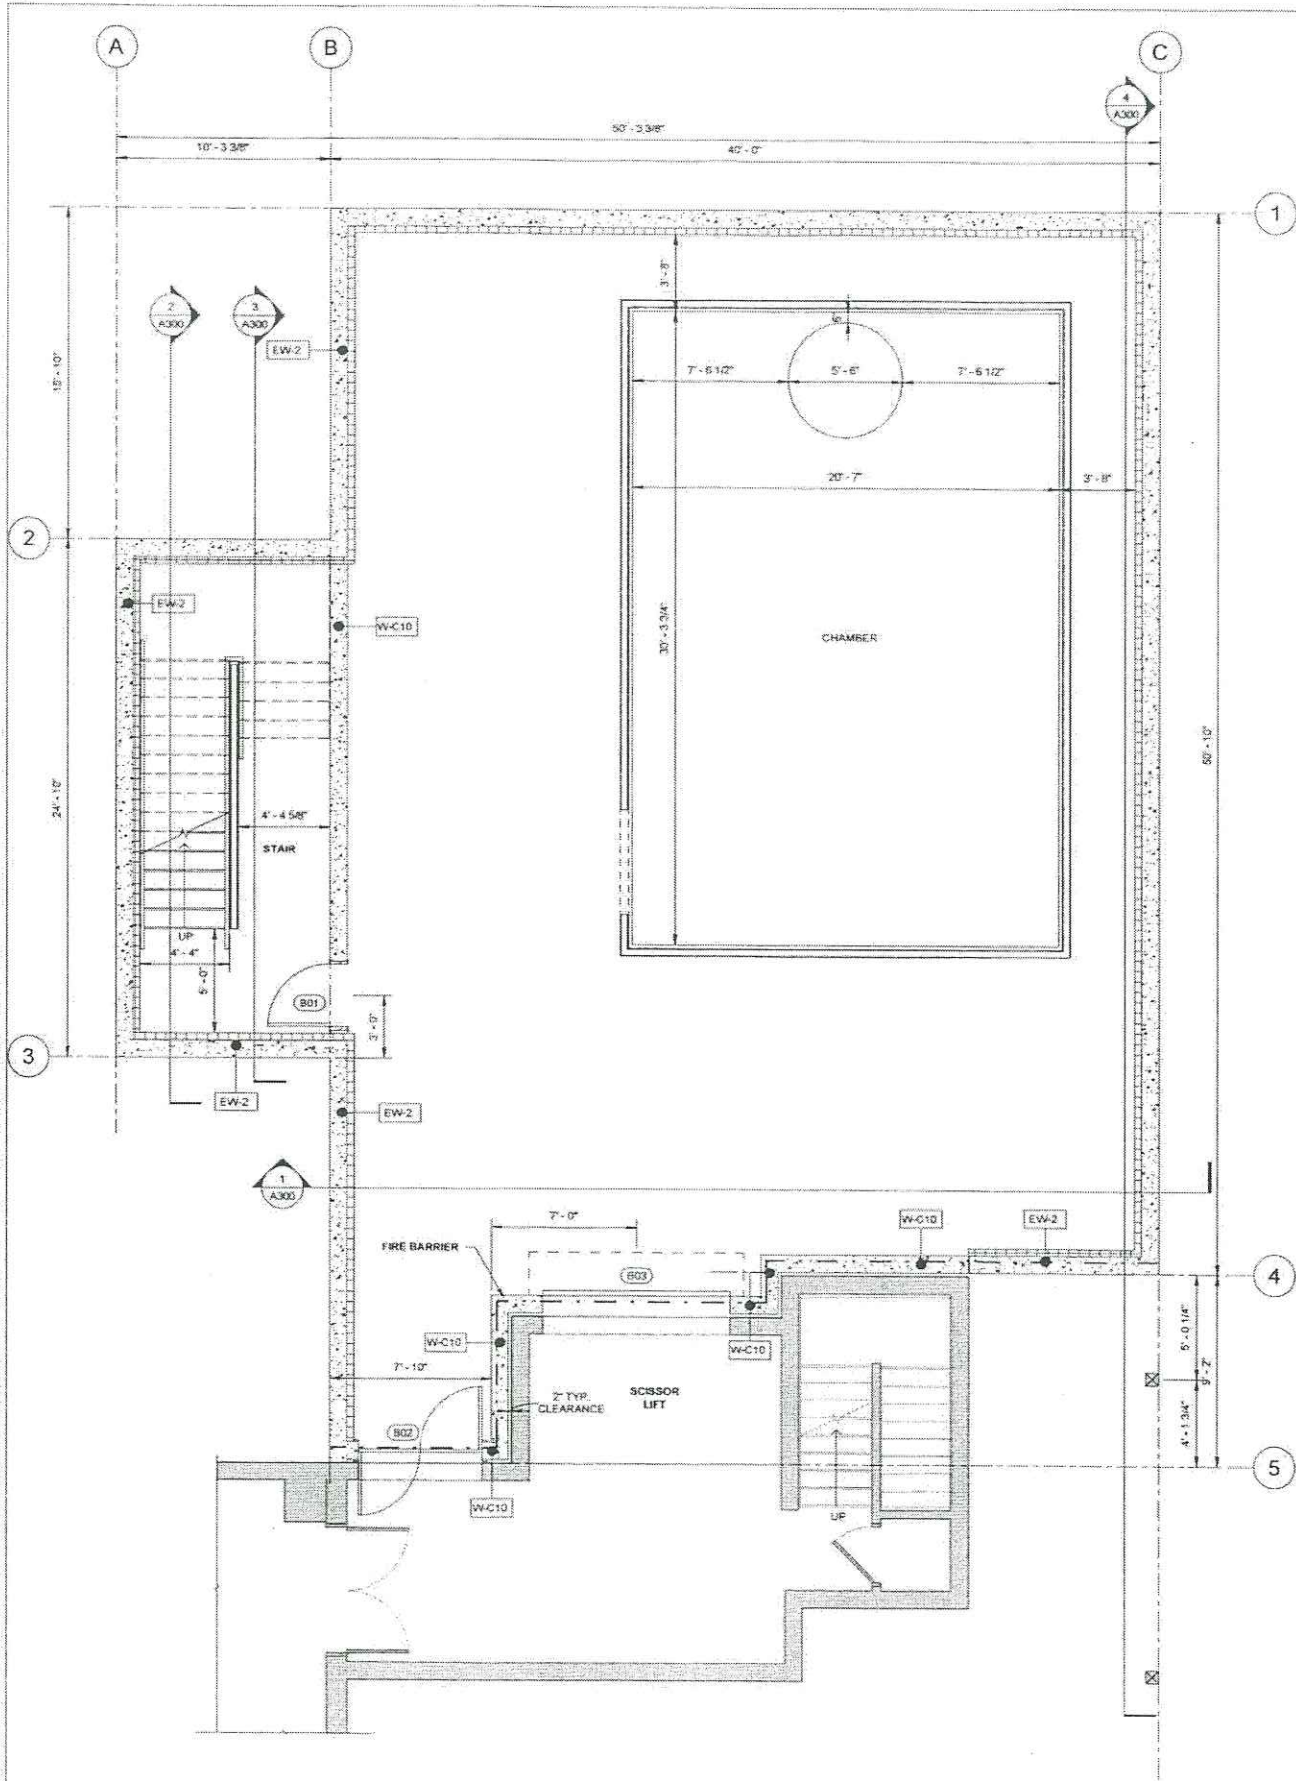 A
B
C
4
A300
50' - 3 3/8"
10' - 3 3/8"
40' - 0"
1
3' - 8"
2
A300
3
A300
EW-2
6"
7' - 6 1/2"
5' - 6"
7' - 6 1/2"
20' - 7"
3' - 8"
2
EW-2
W-C10
30' - 3 3/4"
CHAMBER
50' - 10"
24' - 10"
4' - 4 5/8"
STAIR
UP
4' - 4"
5' - 0"
B01
3' - 0"
3
EW-2
EW-2
1
A300
7' - 0"
W-C10
EW-2
FIRE BARRIER
B03
4
W-C10
W-C10
5' - 0 1/4"
9' - 2"
7' - 10"
2" TYP.
CLEARANCE
SCISSOR
LIFT
B02
4' - 1 3/4"
5
W-C10
UP